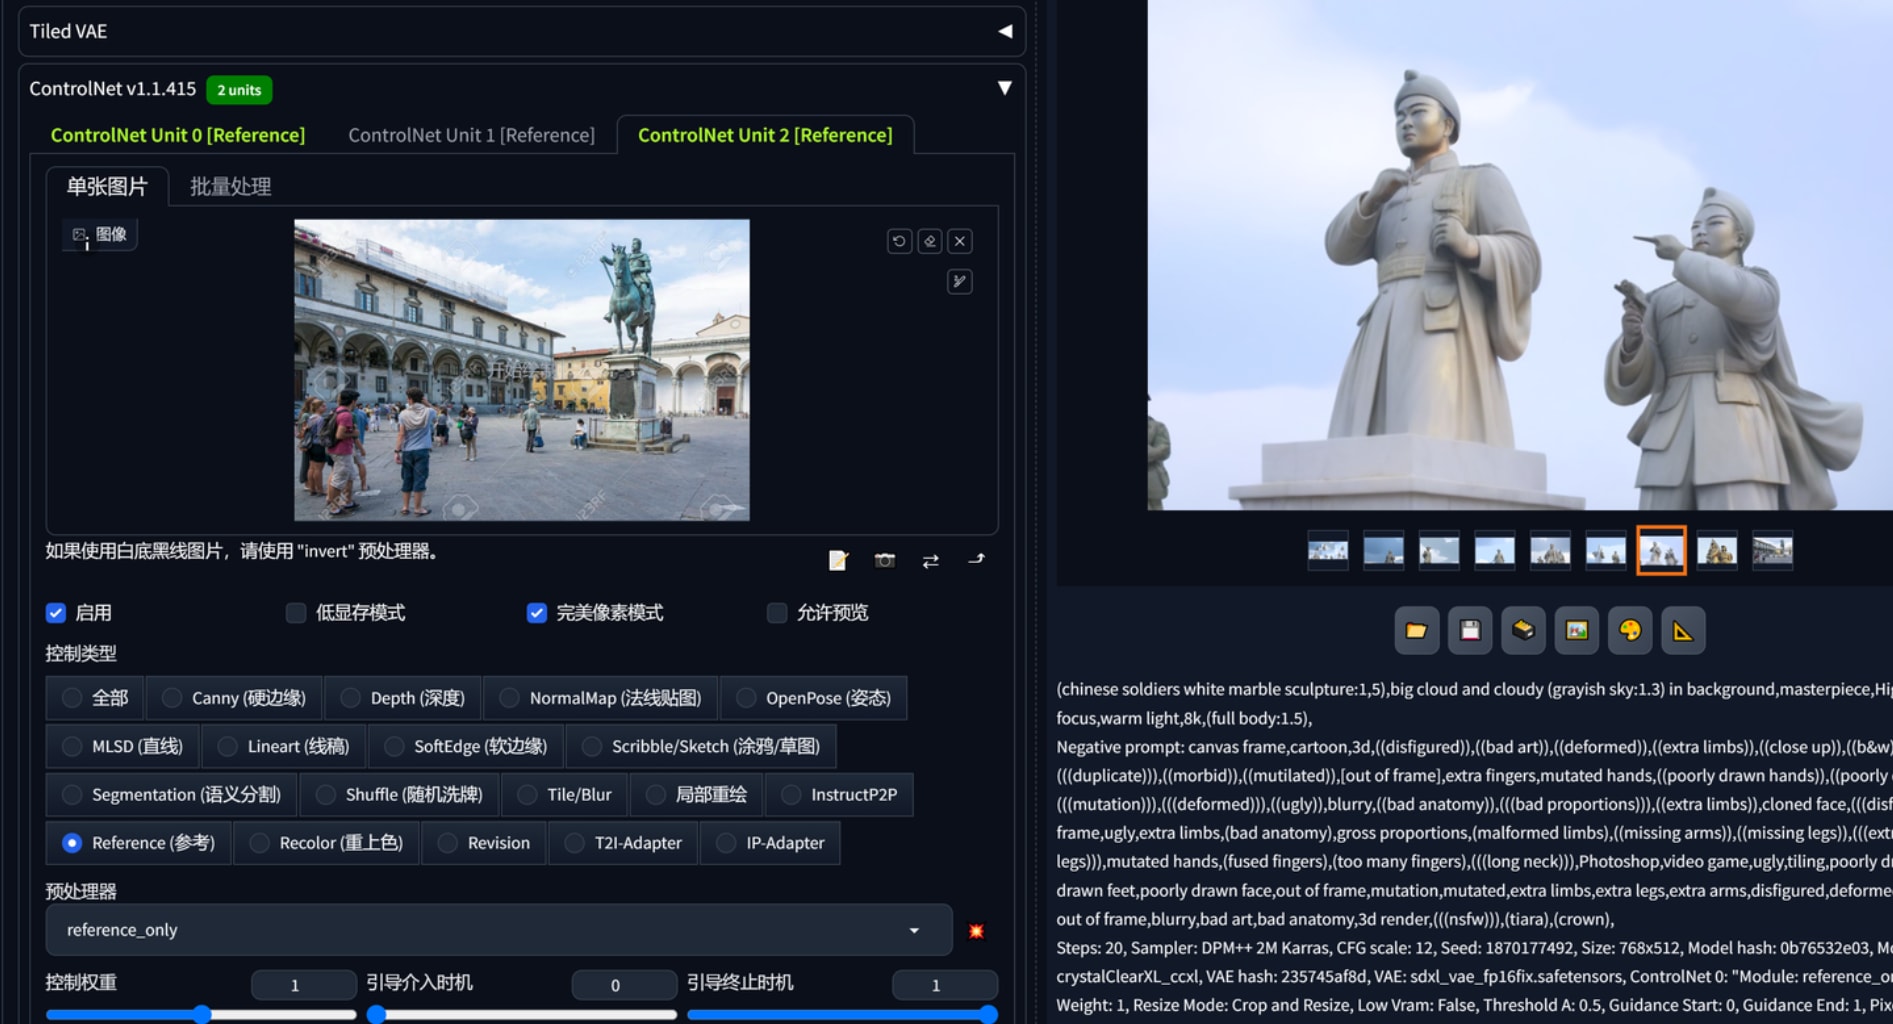 Tiled VAE
ControlNet v1.1.415 2 units
ControlNet Unit 0 [Reference] ControlNet Unit 1 [Reference] ControlNet Unit 2 [Reference]
单张图片 批量处理
图像
123RF
如果使用白底黑线图片，请使用 "invert" 预处理器。
启用 低显存模式 完美像素模式 允许预览
控制类型
全部 Canny (硬边缘) Depth (深度) NormalMap (法线贴图) OpenPose (姿态)
MLSD (直线) Lineart (线稿) SoftEdge (软边缘) Scribble/Sketch (涂鸦/草图)
Segmentation (语义分割) Shuffle (随机洗牌) Tile/Blur 局部重绘 InstructP2P
Reference (参考) Recolor (重上色) Revision T2I-Adapter IP-Adapter
预处理器
reference_only
控制权重 1 引导介入时机 0 引导终止时机 1
(chinese soldiers white marble sculpture:1,5),big cloud and cloudy (grayish sky:1.3) in background,masterpiece,
focus,warm light,8k,(full body:1.5),
Negative prompt: canvas frame,cartoon,3d,((disfigured)),((bad art)),((deformed)),((extra limbs)),((close up)),((b&w)
(((duplicate))),((morbid)),((mutilated)),[out of frame],extra fingers,mutated hands,((poorly drawn hands)),((poorly
(((mutation))),(((deformed))),((ugly)),blurry,((bad anatomy)),(((bad proportions))),((extra limbs)),cloned face,(((
frame,ugly,extra limbs,(bad anatomy),gross proportions,(malformed limbs),((missing arms)),((missing legs)),(((
legs))),mutated hands,(fused fingers),(too many fingers),(((long neck))),Photoshop,video game,ugly,tiling,poorly
drawn feet,poorly drawn face,out of frame,mutation,mutated,extra limbs,extra legs,extra arms,disfigured,
out of frame,blurry,bad art,bad anatomy,3d render,(((nsfw))),(tiara),(crown),
Steps: 20, Sampler: DPM++ 2M Karras, CFG scale: 12, Seed: 1870177492, Size: 768x512, Model hash: 0b76532e03,
crystalClearXL_ccxl, VAE hash: 235745af8d, VAE: sdxl_vae_fp16fix.safetensors, ControlNet 0: "Module:
Weight: 1, Resize Mode: Crop and Resize, Low Vram: False, Threshold A: 0.5, Guidance Start: 0, Guidance End: 1,